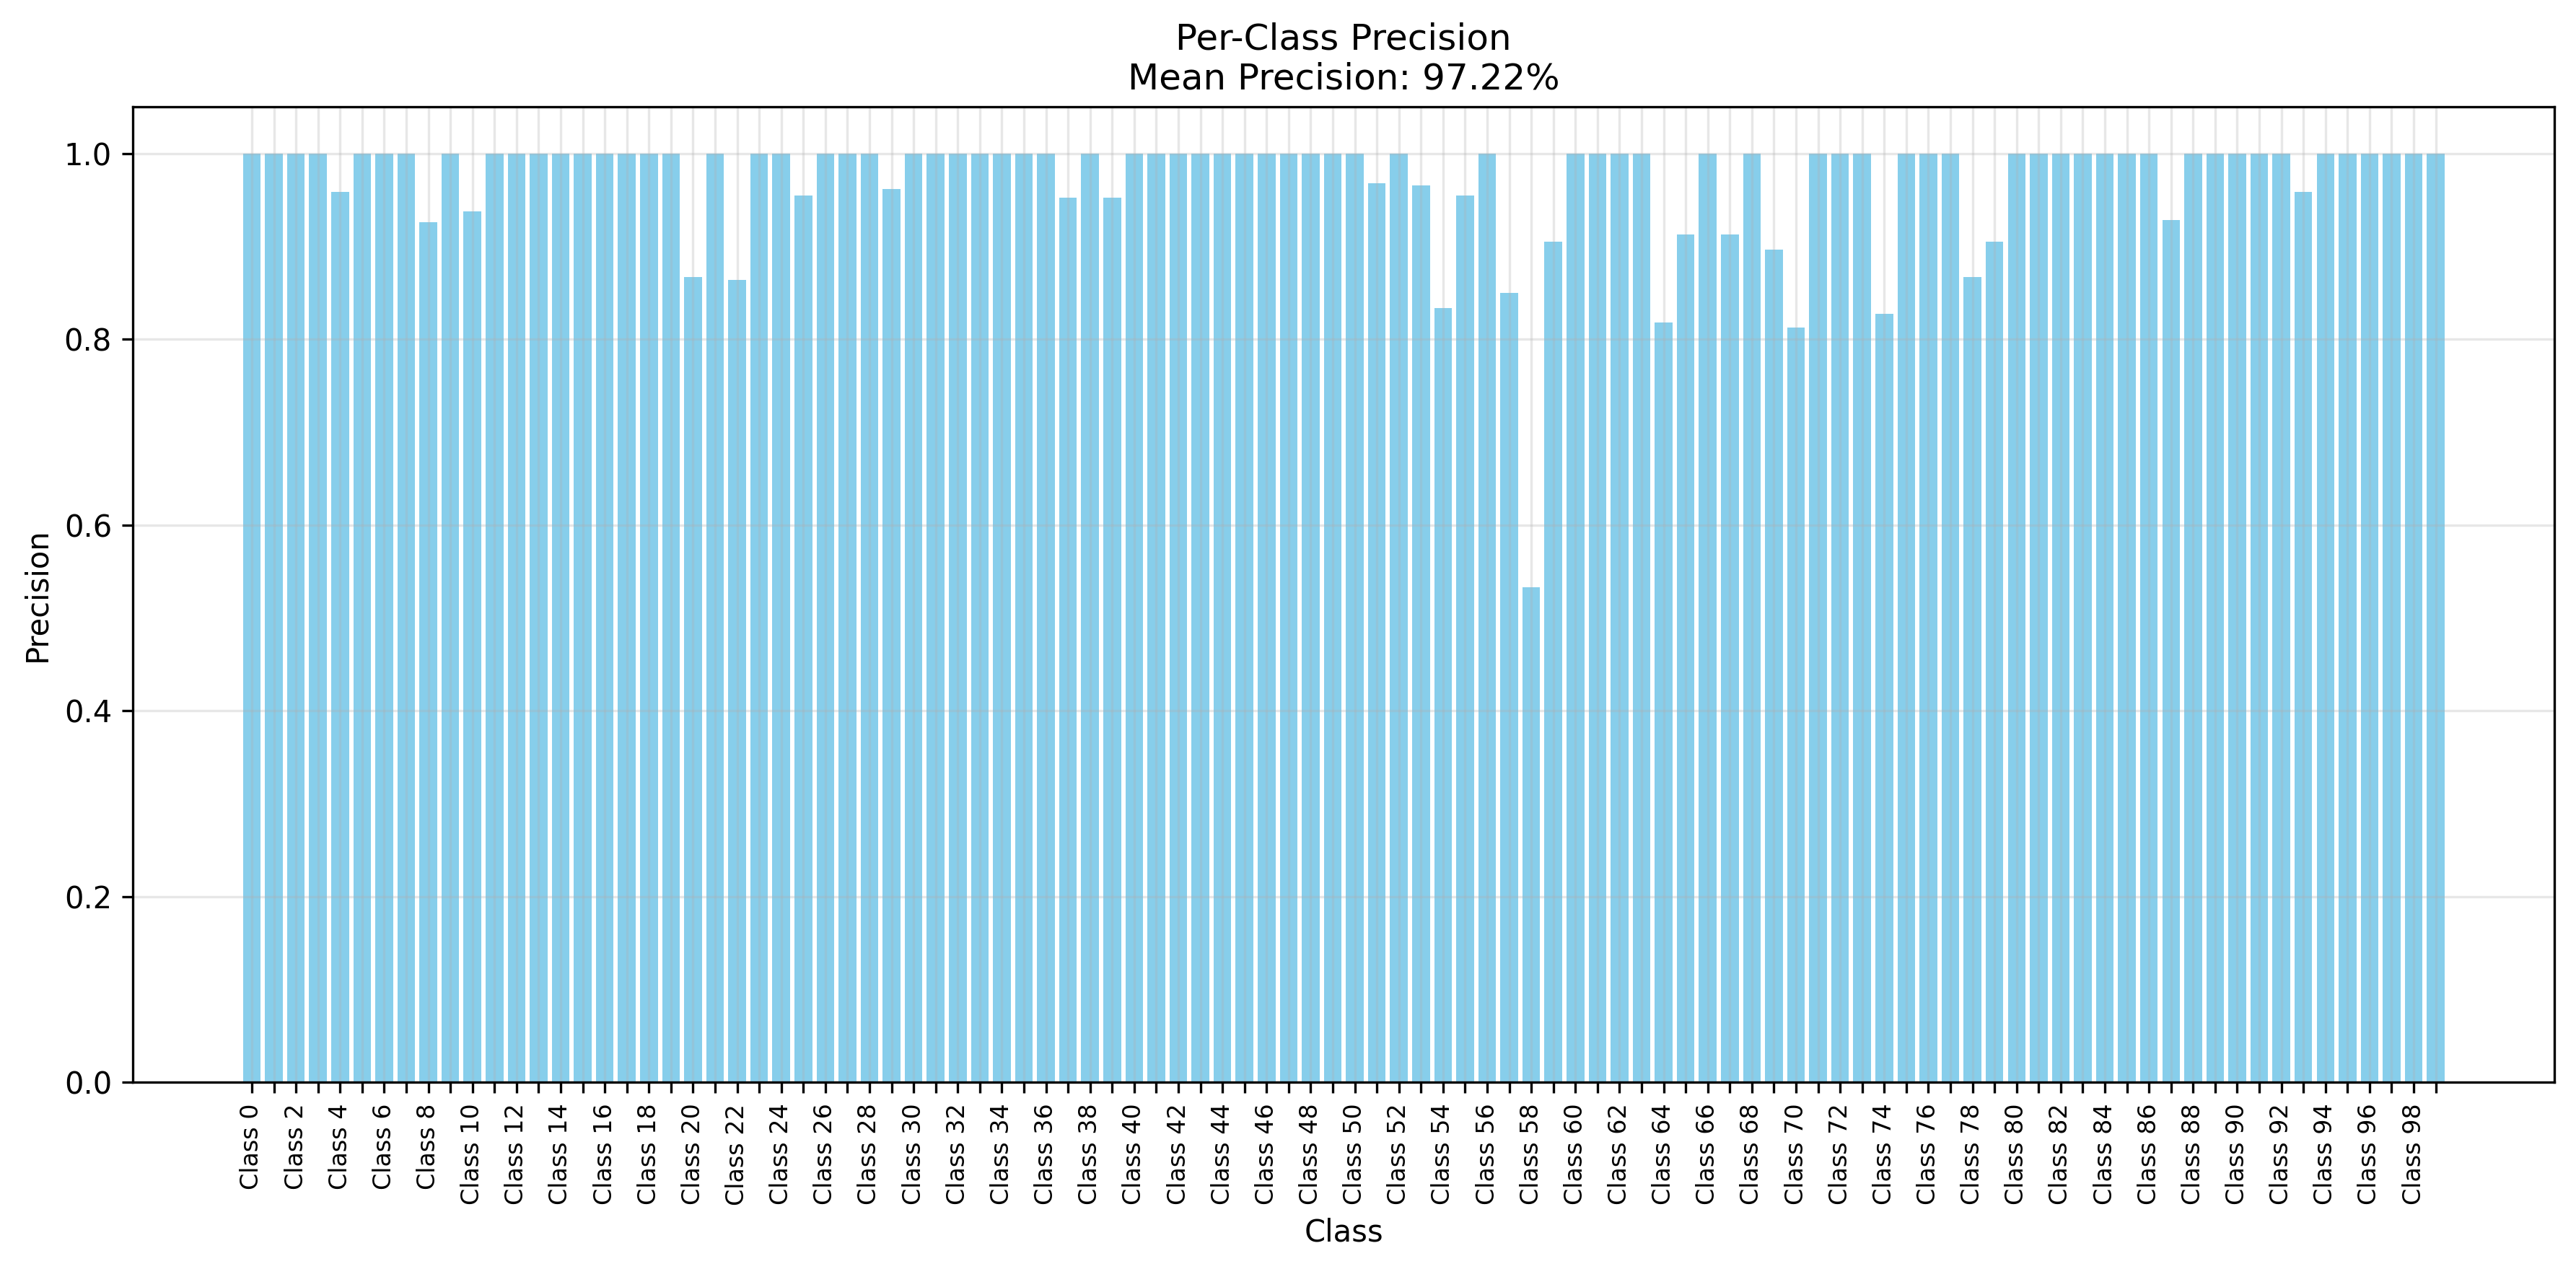 Per-Class Precision
Mean Precision: 97.22%
Precision
1.0
0.8
0.6
0.4
0.2
0.0
Class 0
Class 2
Class 4
Class 6
Class 8
Class 10
Class 12
Class 14
Class 16
Class 18
Class 20
Class 22
Class 24
Class 26
Class 28
Class 30
Class 32
Class 34
Class 36
Class 38
Class 40
Class 42
Class 44
Class 46
Class 48
Class 50
Class 52
Class 54
Class 56
Class 58
Class 60
Class 62
Class 64
Class 66
Class 68
Class 70
Class 72
Class 74
Class 76
Class 78
Class 80
Class 82
Class 84
Class 86
Class 88
Class 90
Class 92
Class 94
Class 96
Class 98
Class